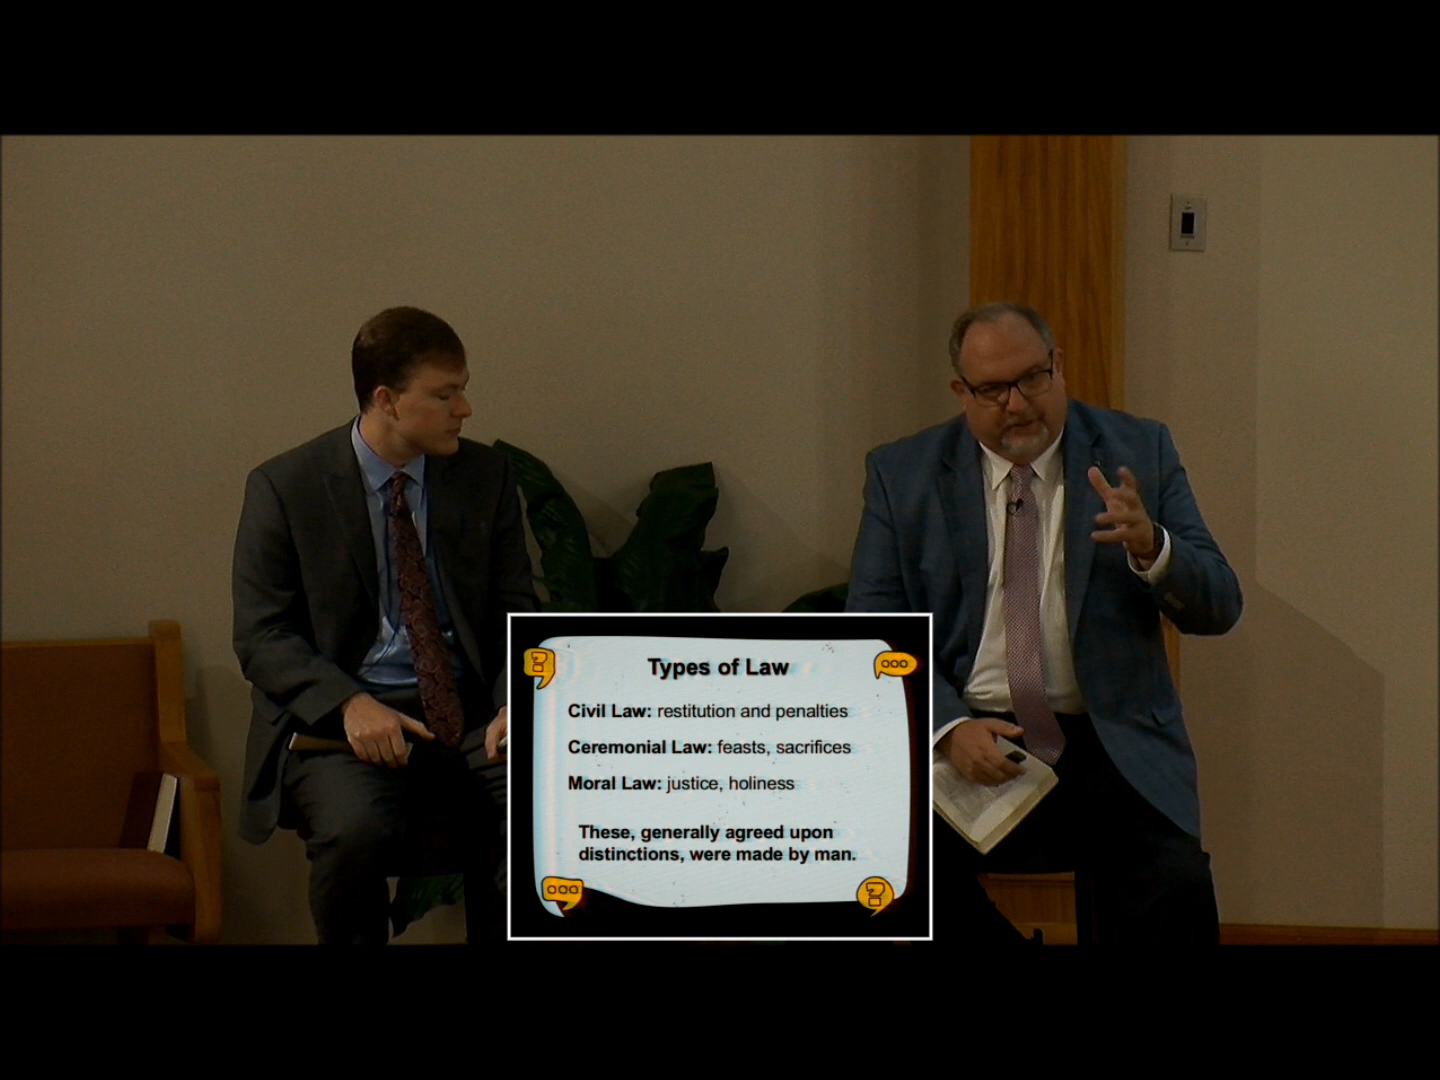 Types of Law
Civil Law: restitution and penalties
Ceremonial Law: feasts, sacrifices
Moral Law: justice, holiness
These, generally agreed upon
distinctions, were made by man.